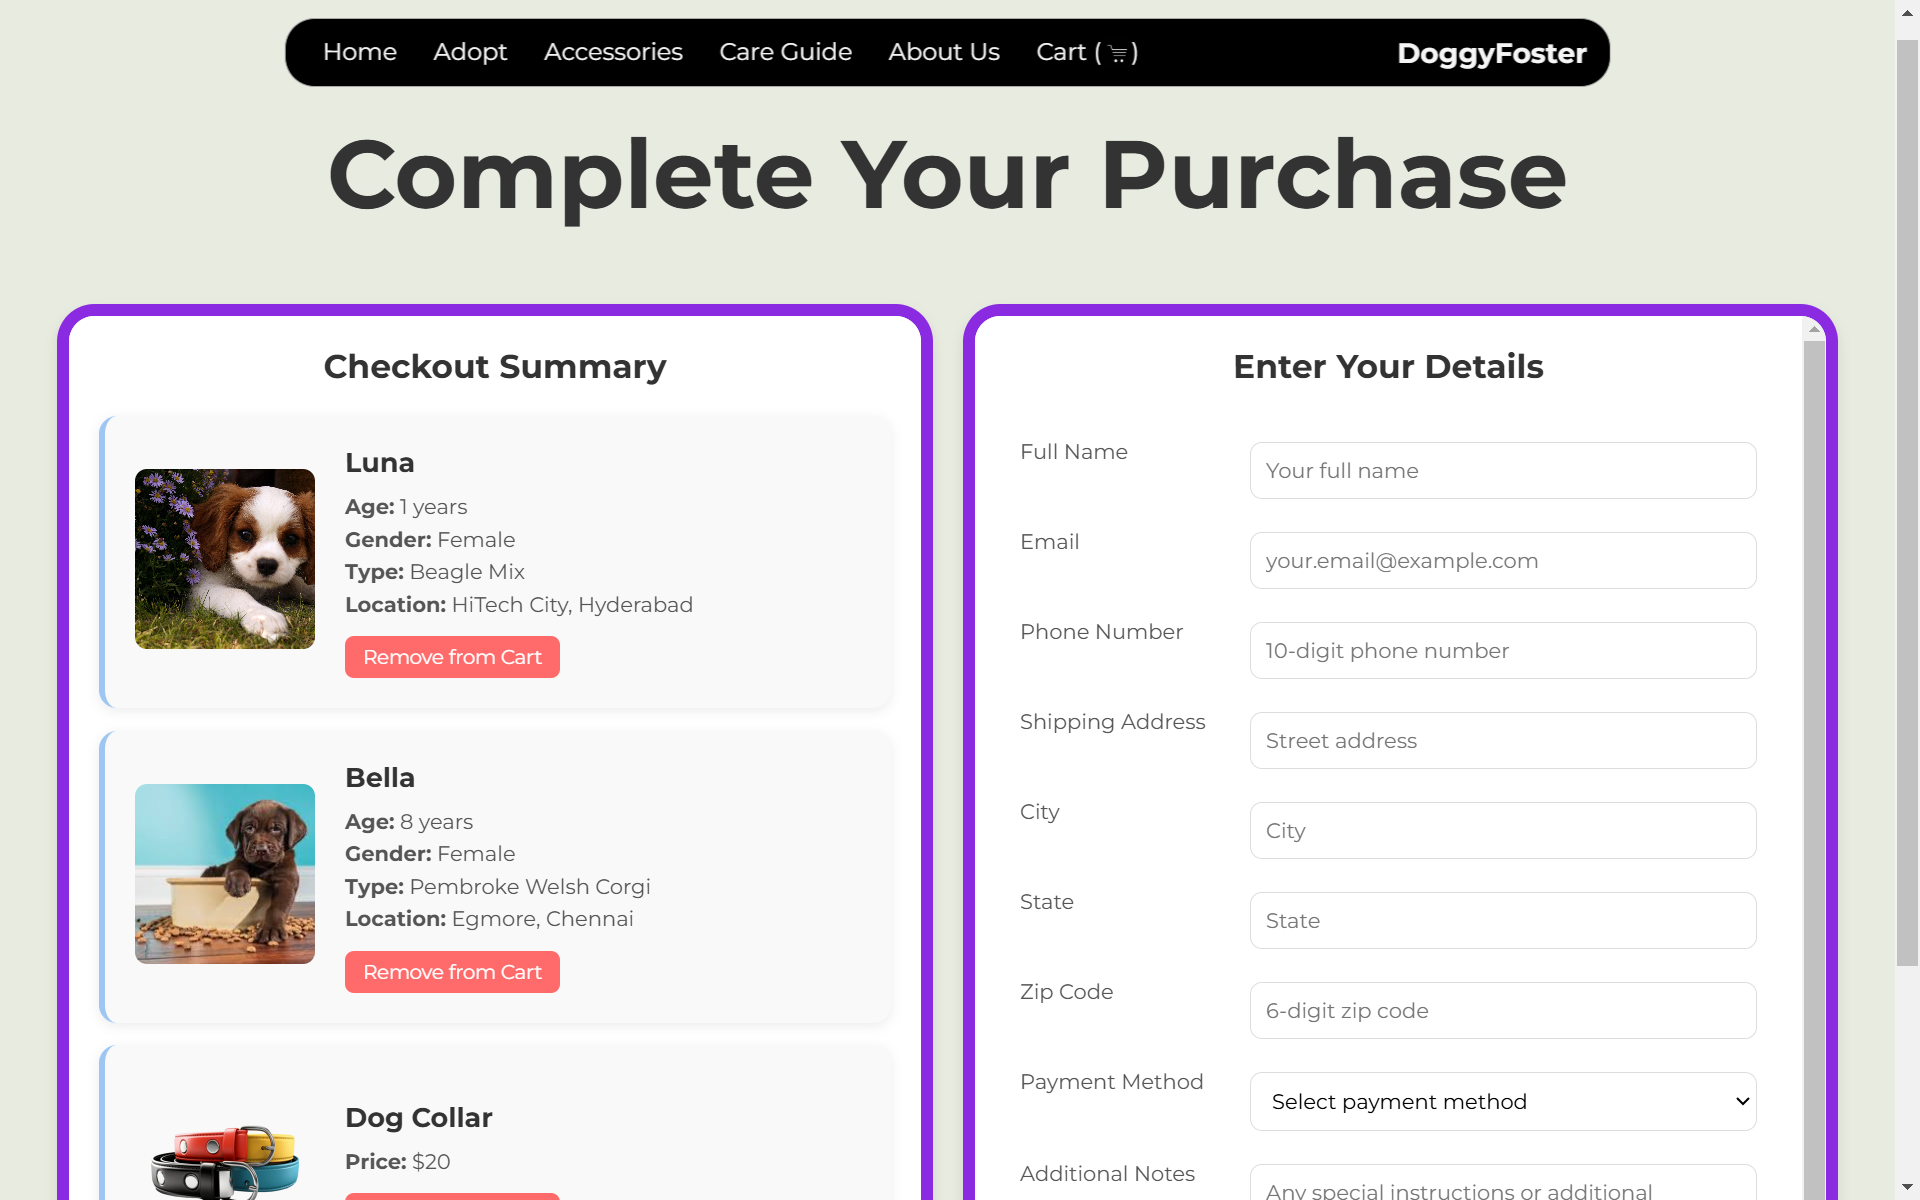 Home Adopt Accessories Care Guide About Us Cart (🛒) DoggyFoster
Complete Your Purchase
Checkout Summary
Luna
Age: 1 years
Gender: Female
Type: Beagle Mix
Location: HiTech City, Hyderabad
Remove from Cart
Bella
Age: 8 years
Gender: Female
Type: Pembroke Welsh Corgi
Location: Egmore, Chennai
Remove from Cart
Dog Collar
Price: $20
Enter Your Details
Full Name
Your full name
Email
your.email@example.com
Phone Number
10-digit phone number
Shipping Address
Street address
City
City
State
State
Zip Code
6-digit zip code
Payment Method
Select payment method
Additional Notes
Any special instructions or additional